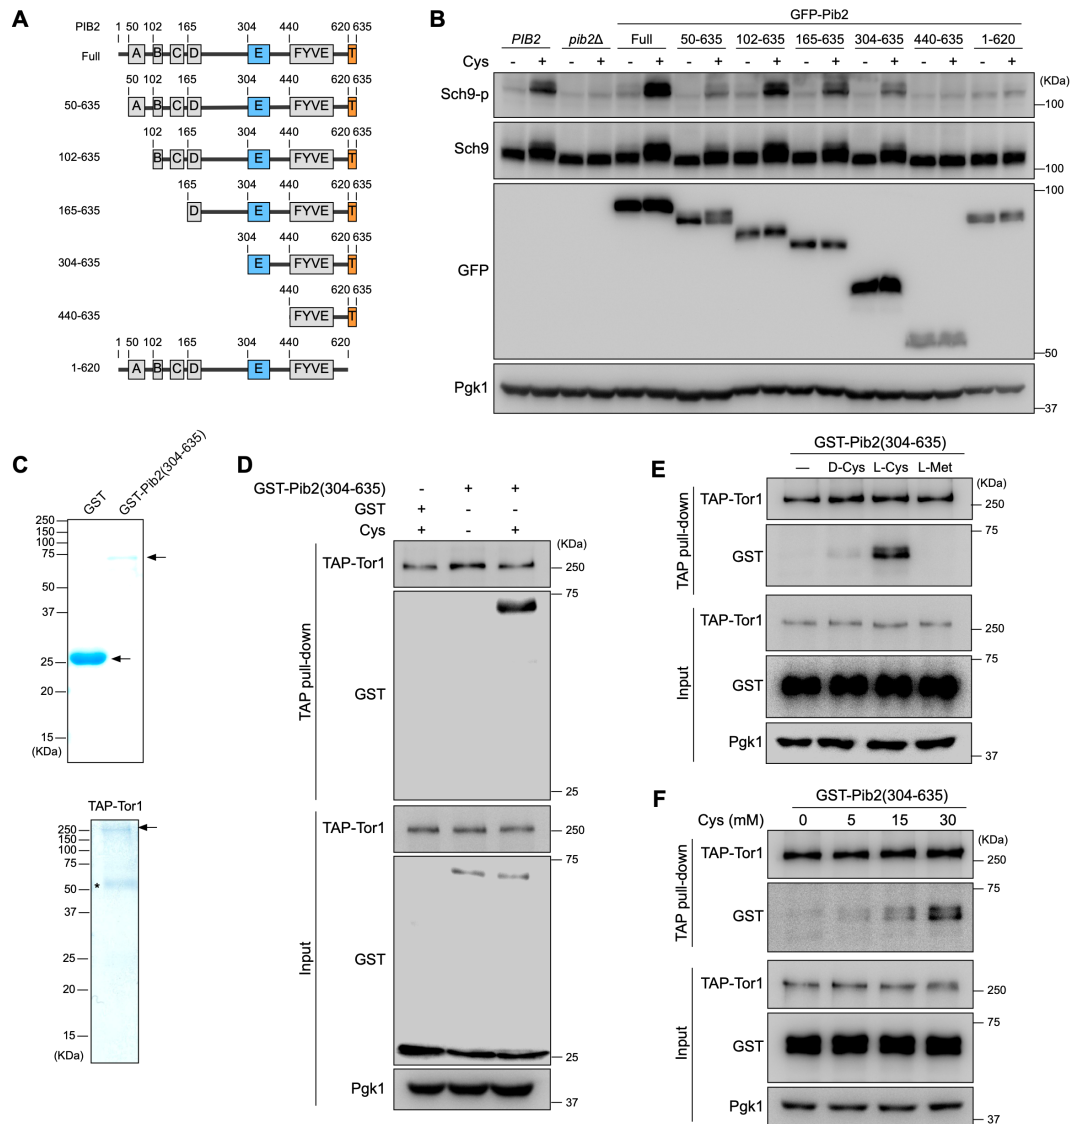 A
PIB2
1 50 102 165 304 440 620 635
Full
A B C D E FYVE T
50 102 165 304 440 620 635
50-635
A B C D E FYVE T
102 165 304 440 620 635
102-635
B C D E FYVE T
165 304 440 620 635
165-635
D E FYVE T
304 440 620 635
304-635
E FYVE T
440 620 635
440-635
FYVE T
1 50 102 165 304 440 620
1-620
A B C D E FYVE
B
GFP-Pib2
PIB2 pib2Δ Full 50-635 102-635 165-635 304-635 440-635 1-620
Cys - + - + - + - + - + - + - + - + - +
(KDa)
Sch9-p
100
Sch9
100
100
GFP
50
Pgk1
37
C
GST
GST-Pib2(304-635)
250
150
100
75
50
37
25
20
15
(KDa)
TAP-Tor1
250
150
100
75
50
*
37
25
20
15
(KDa)
D
GST-Pib2(304-635) - + +
GST + - -
Cys + - +
(KDa)
TAP pull-down
TAP-Tor1
250
75
GST
25
Input
TAP-Tor1
250
75
GST
25
Pgk1
37
E
GST-Pib2(304-635)
— D-Cys L-Cys L-Met
(KDa)
TAP pull-down
TAP-Tor1
250
75
GST
Input
TAP-Tor1
250
75
GST
Pgk1
37
F
GST-Pib2(304-635)
Cys (mM) 0 5 15 30
(KDa)
TAP pull-down
TAP-Tor1
250
75
GST
Input
TAP-Tor1
250
75
GST
Pgk1
37